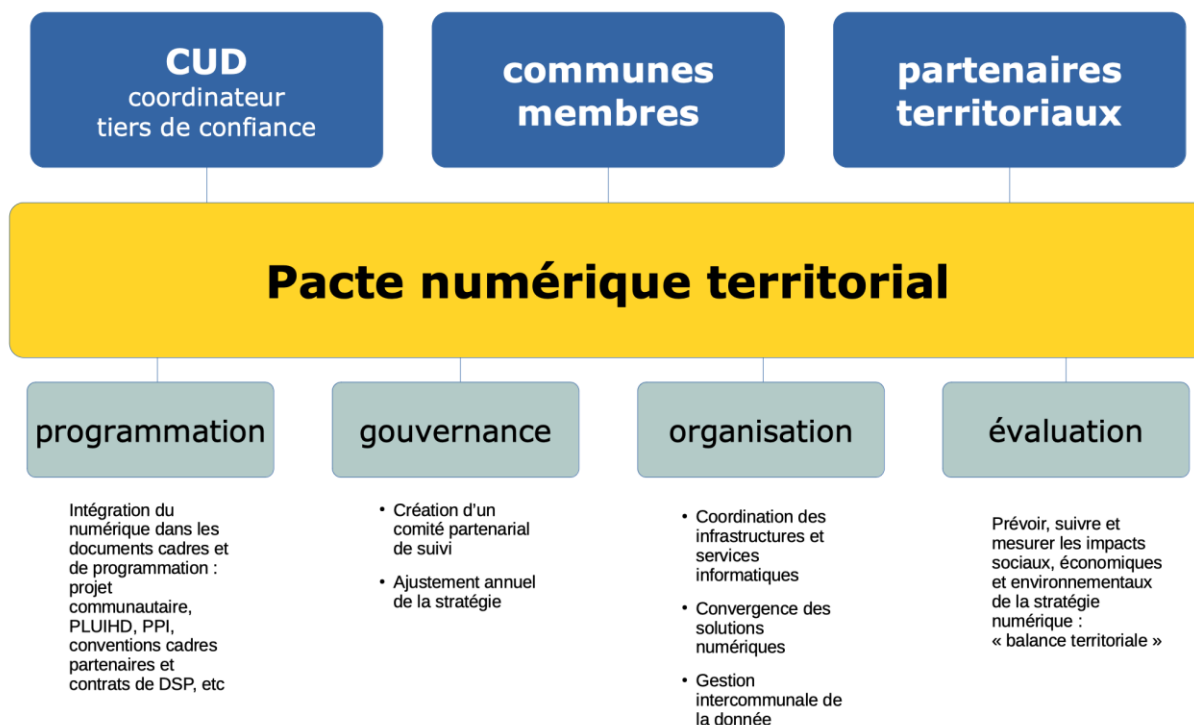 CUD
coordinateur
tiers de confiance
communes
membres
partenaires
territoriaux
Pacte numérique territorial
programmation
gouvernance
organisation
évaluation
Intégration du
numérique dans les
documents cadres et
de programmation :
projet
communautaire,
PLUIHD, PPI,
conventions cadres
partenaires et
contrats de DSP, etc
• Création d'un
comité partenarial
de suivi
• Ajustement annuel
de la stratégie
• Coordination des
infrastructures et
services
informatiques
• Convergence des
solutions
numériques
• Gestion
intercommunale de
la donnée
Prévoir, suivre et
mesurer les impacts
sociaux, économiques
et environnementaux
de la stratégie
numérique :
« balance territoriale »